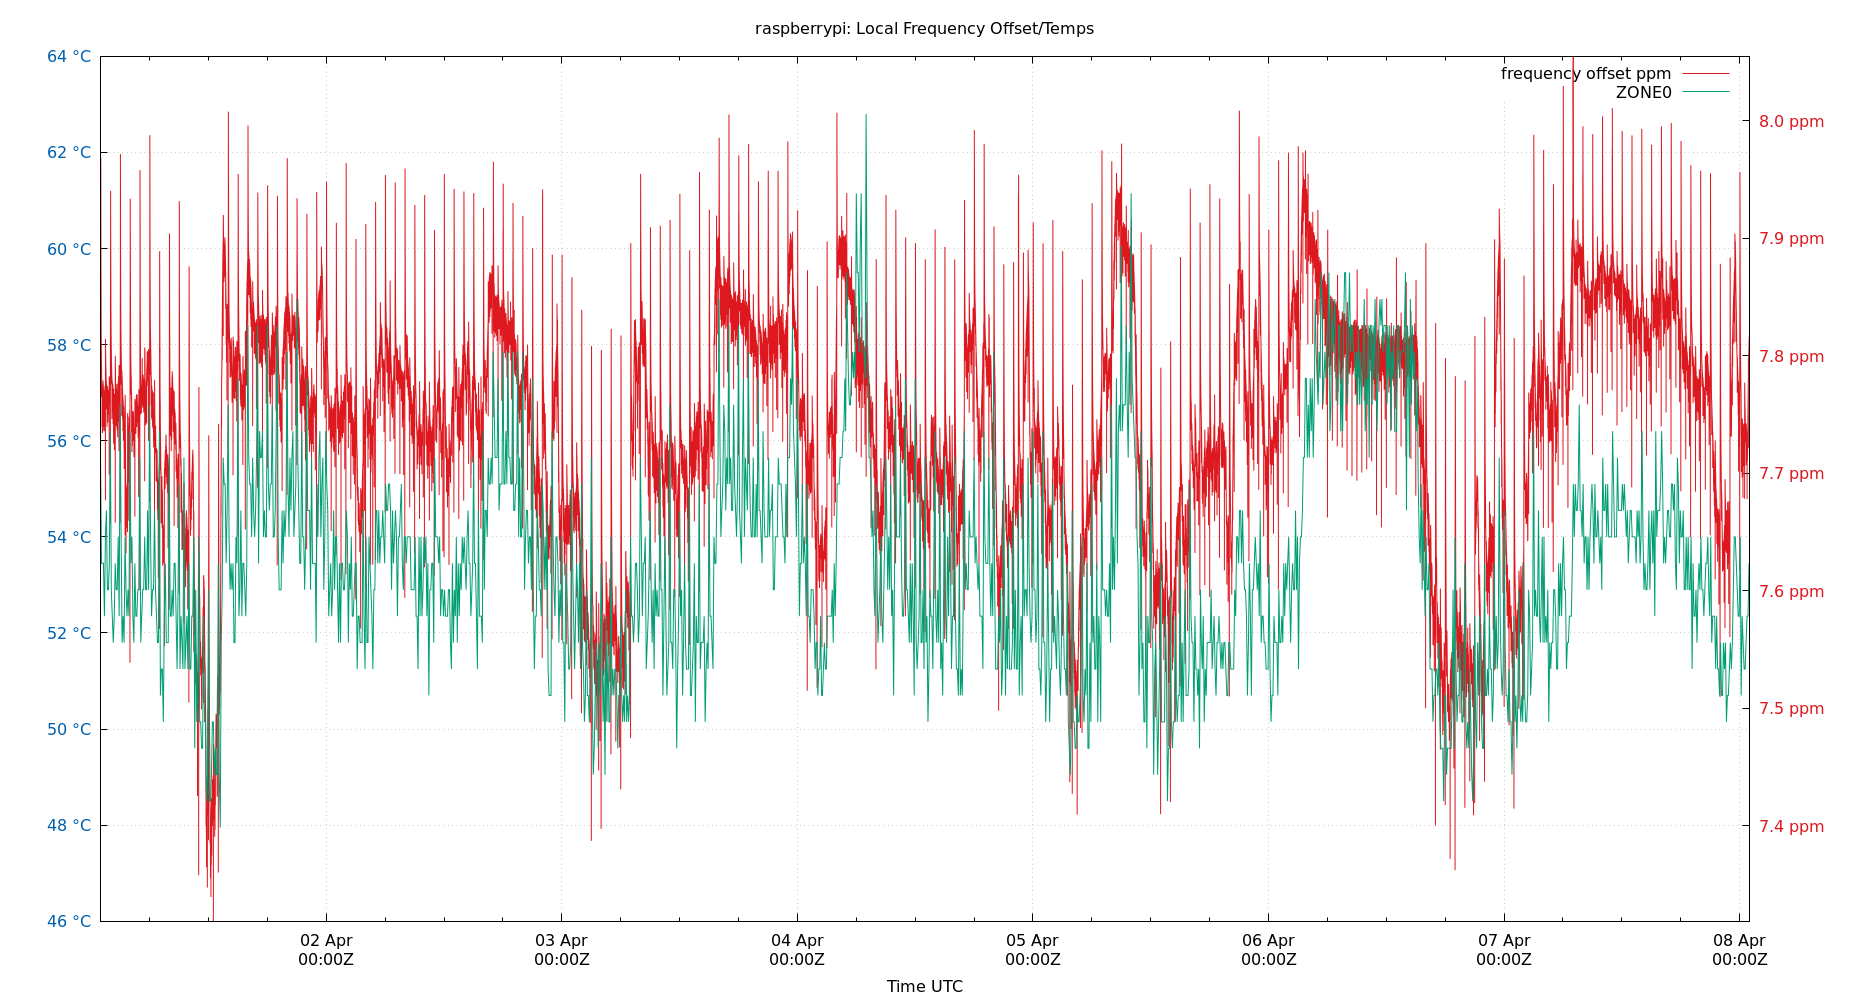 raspberrypi: Local Frequency Offset/Temps
frequency offset ppm
ZONE0
64 °C
62 °C
60 °C
58 °C
56 °C
54 °C
52 °C
50 °C
48 °C
46 °C
8.0 ppm
7.9 ppm
7.8 ppm
7.7 ppm
7.6 ppm
7.5 ppm
7.4 ppm
02 Apr
00:00Z
03 Apr
00:00Z
04 Apr
00:00Z
05 Apr
00:00Z
06 Apr
00:00Z
07 Apr
00:00Z
08 Apr
00:00Z
Time UTC